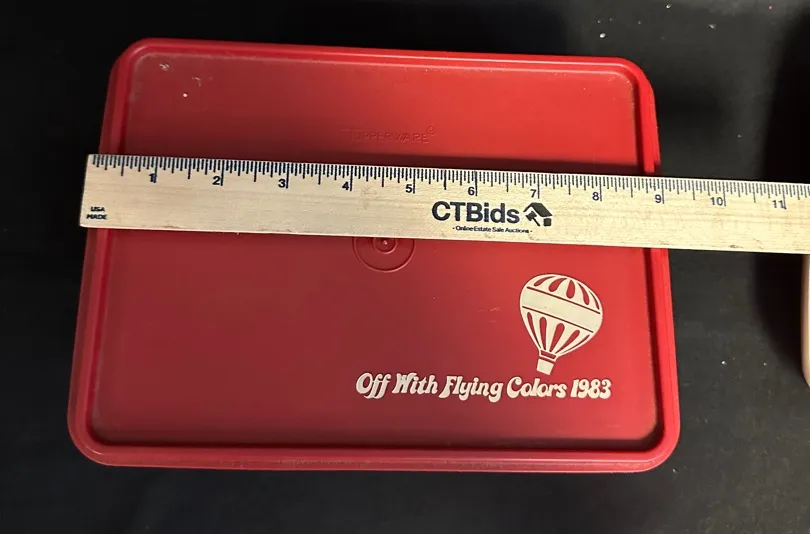 TUPPERWARE®
1 2 3 4 5 6 7 8 9 10 11
USA
MADE
CTBids
- Online Estate Sale Auctions -
Off With Flying Colors 1983